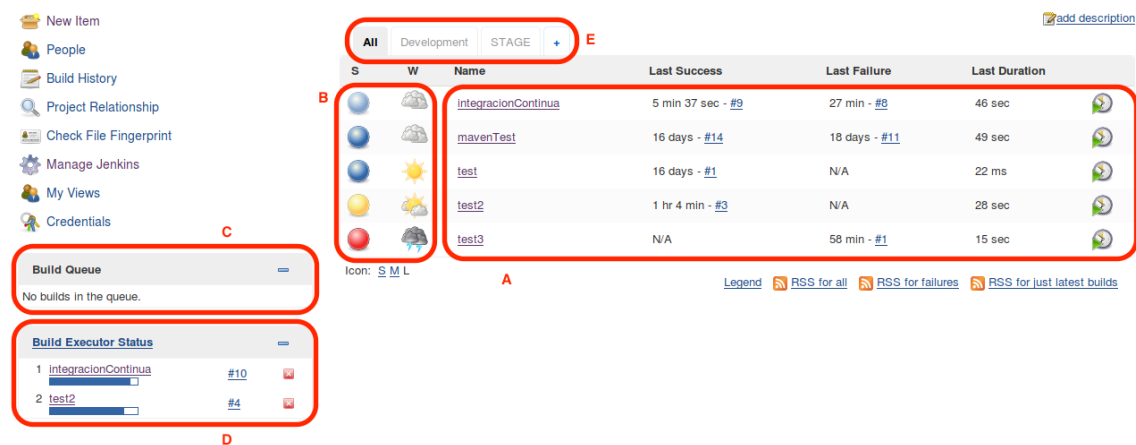 New Item
People
Build History
Project Relationship
Check File Fingerprint
Manage Jenkins
My Views
Credentials
C
Build Queue
No builds in the queue.
Build Executor Status
1 integracionContinua #10
2 test2 #4
D
add description
All Development STAGE + E
S W Name Last Success Last Failure Last Duration
B
integracionContinua 5 min 37 sec - #9 27 min - #8 46 sec
mavenTest 16 days - #14 18 days - #11 49 sec
test 16 days - #1 N/A 22 ms
test2 1 hr 4 min - #3 N/A 28 sec
test3 N/A 58 min - #1 15 sec
Icon: S M L
A
Legend RSS for all RSS for failures RSS for just latest builds